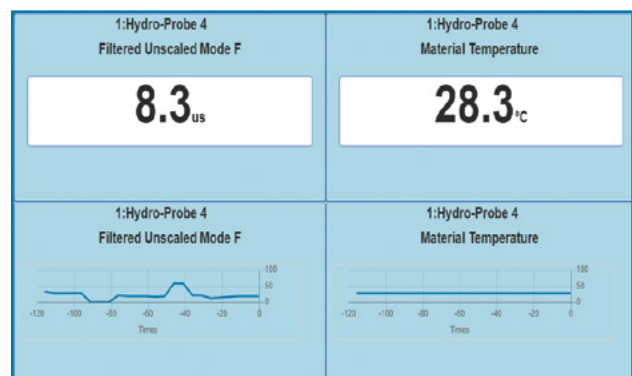 1:Hydro-Probe 4
Filtered Unscaled Mode F
8.3us
1:Hydro-Probe 4
Material Temperature
28.3°C
1:Hydro-Probe 4
Filtered Unscaled Mode F
100
50
0
-120 -100 -80 -60 -40 -20 0
Times
1:Hydro-Probe 4
Material Temperature
100
50
0
-120 -100 -80 -60 -40 -20 0
Times